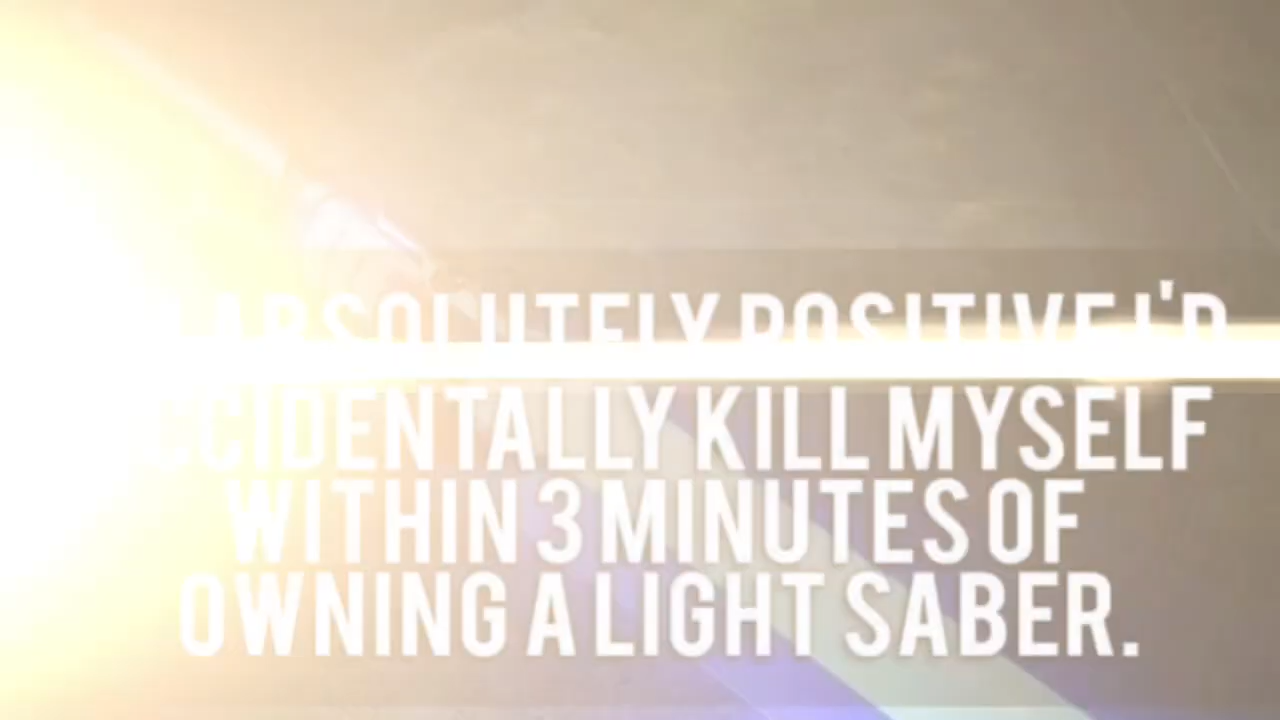 ABSOLUTELY POSITIVE I'D
ACCIDENTALLY KILL MYSELF
WITHIN 3 MINUTES OF
OWNING A LIGHT SABER.